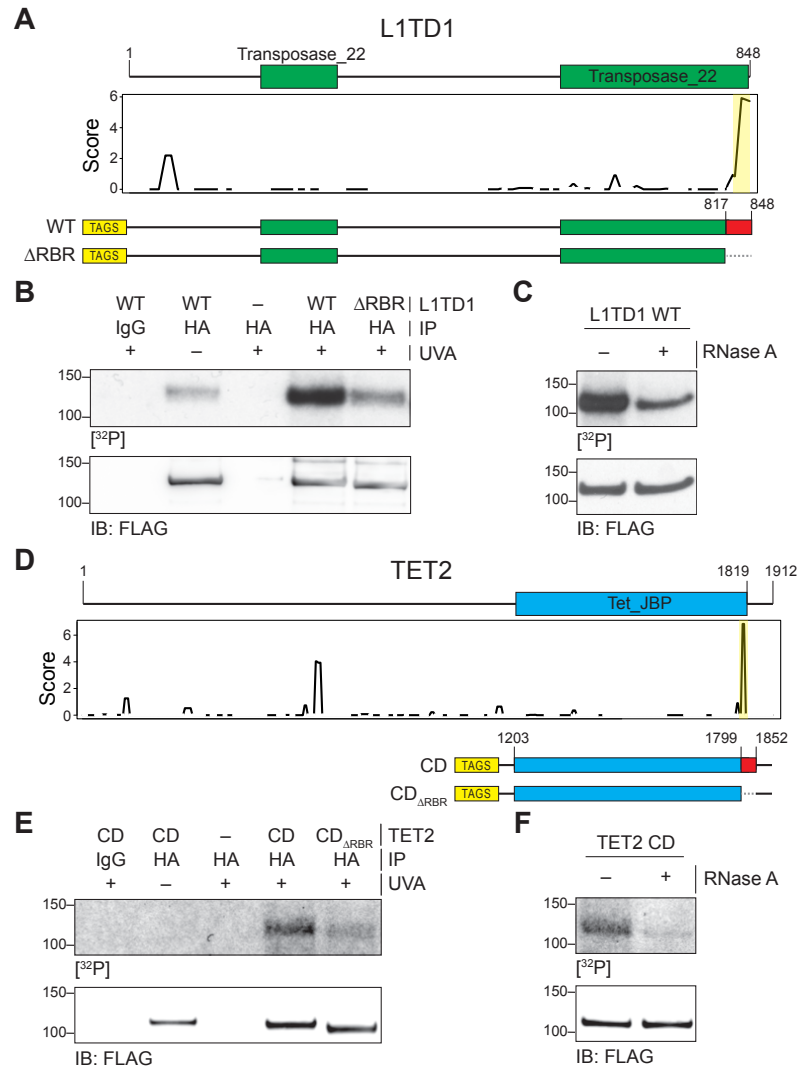 A
L1TD1
1
Transposase_22
848
Transposase_22
6
4
2
0
Score
817
848
WT
TAGS
ΔRBR
TAGS
B
WT WT – WT ΔRBR L1TD1
IgG HA HA HA HA IP
+ – + + + UVA
150
100
[32P]
150
100
IB: FLAG
C
L1TD1 WT
– + RNase A
150
100
[32P]
150
100
IB: FLAG
D
TET2
1
1819
1912
Tet_JBP
6
4
2
0
Score
1203
1799
1852
CD
TAGS
CDΔRBR
TAGS
E
CD CD – CD CDΔRBR TET2
IgG HA HA HA HA IP
+ – + + + UVA
150
100
[32P]
150
100
IB: FLAG
F
TET2 CD
– + RNase A
150
100
[32P]
150
100
IB: FLAG